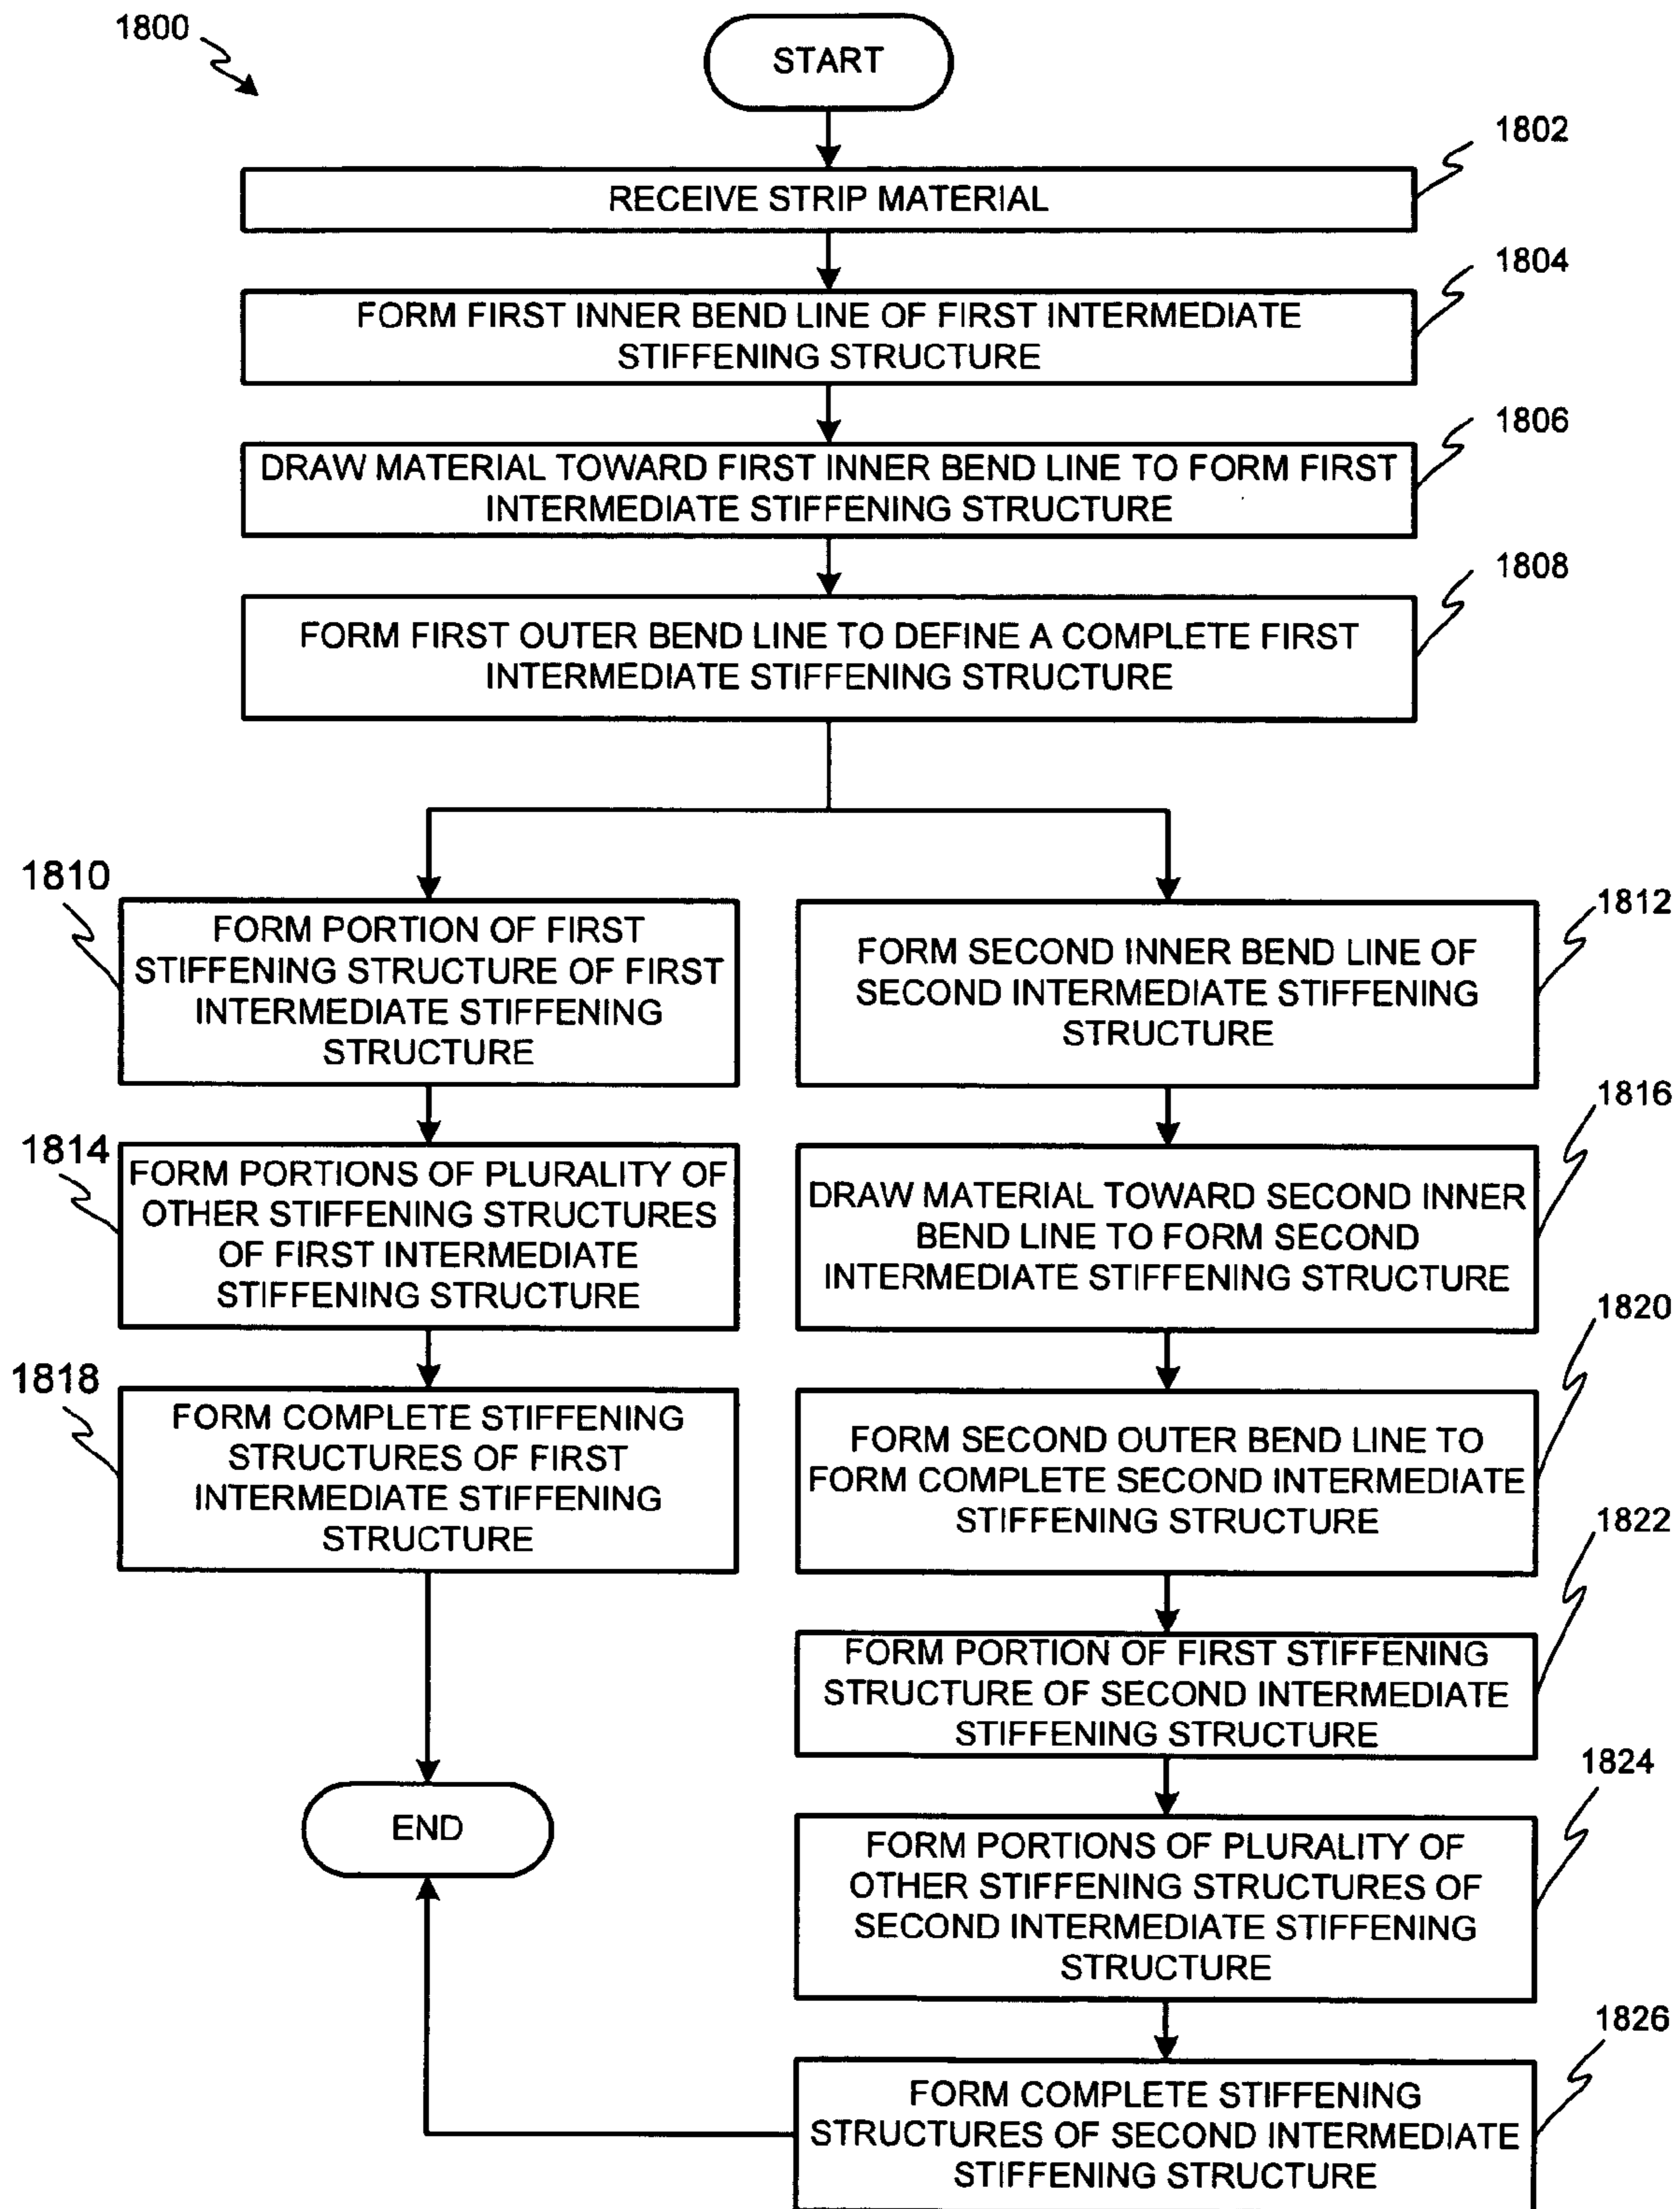 1800
START
1802
RECEIVE STRIP MATERIAL
1804
FORM FIRST INNER BEND LINE OF FIRST INTERMEDIATE
STIFFENING STRUCTURE
1806
DRAW MATERIAL TOWARD FIRST INNER BEND LINE TO FORM FIRST
INTERMEDIATE STIFFENING STRUCTURE
1808
FORM FIRST OUTER BEND LINE TO DEFINE A COMPLETE FIRST
INTERMEDIATE STIFFENING STRUCTURE
1810
FORM PORTION OF FIRST
STIFFENING STRUCTURE OF FIRST
INTERMEDIATE STIFFENING
STRUCTURE
1812
FORM SECOND INNER BEND LINE OF
SECOND INTERMEDIATE STIFFENING
STRUCTURE
1814
FORM PORTIONS OF PLURALITY OF
OTHER STIFFENING STRUCTURES
OF FIRST INTERMEDIATE
STIFFENING STRUCTURE
1816
DRAW MATERIAL TOWARD SECOND INNER
BEND LINE TO FORM SECOND
INTERMEDIATE STIFFENING STRUCTURE
1818
FORM COMPLETE STIFFENING
STRUCTURES OF FIRST
INTERMEDIATE STIFFENING
STRUCTURE
1820
FORM SECOND OUTER BEND LINE TO
FORM COMPLETE SECOND INTERMEDIATE
STIFFENING STRUCTURE
1822
FORM PORTION OF FIRST STIFFENING
STRUCTURE OF SECOND INTERMEDIATE
STIFFENING STRUCTURE
END
1824
FORM PORTIONS OF PLURALITY OF
OTHER STIFFENING STRUCTURES OF
SECOND INTERMEDIATE STIFFENING
STRUCTURE
1826
FORM COMPLETE STIFFENING
STRUCTURES OF SECOND INTERMEDIATE
STIFFENING STRUCTURE